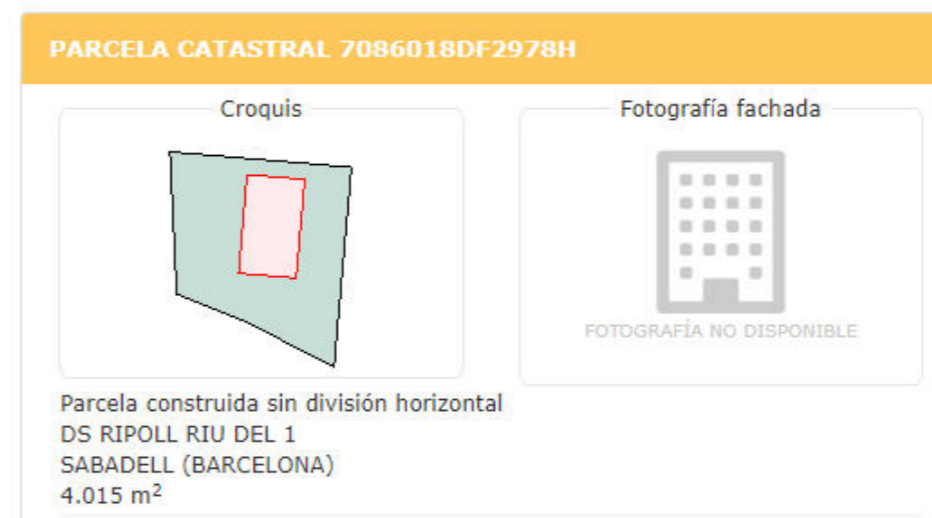 PARCELA CATASTRAL 7086018DF2978H
Croquis
Fotografía fachada
FOTOGRAFÍA NO DISPONIBLE
Parcela construida sin división horizontal
DS RIPOLL RIU DEL 1
SABADELL (BARCELONA)
4.015 m²